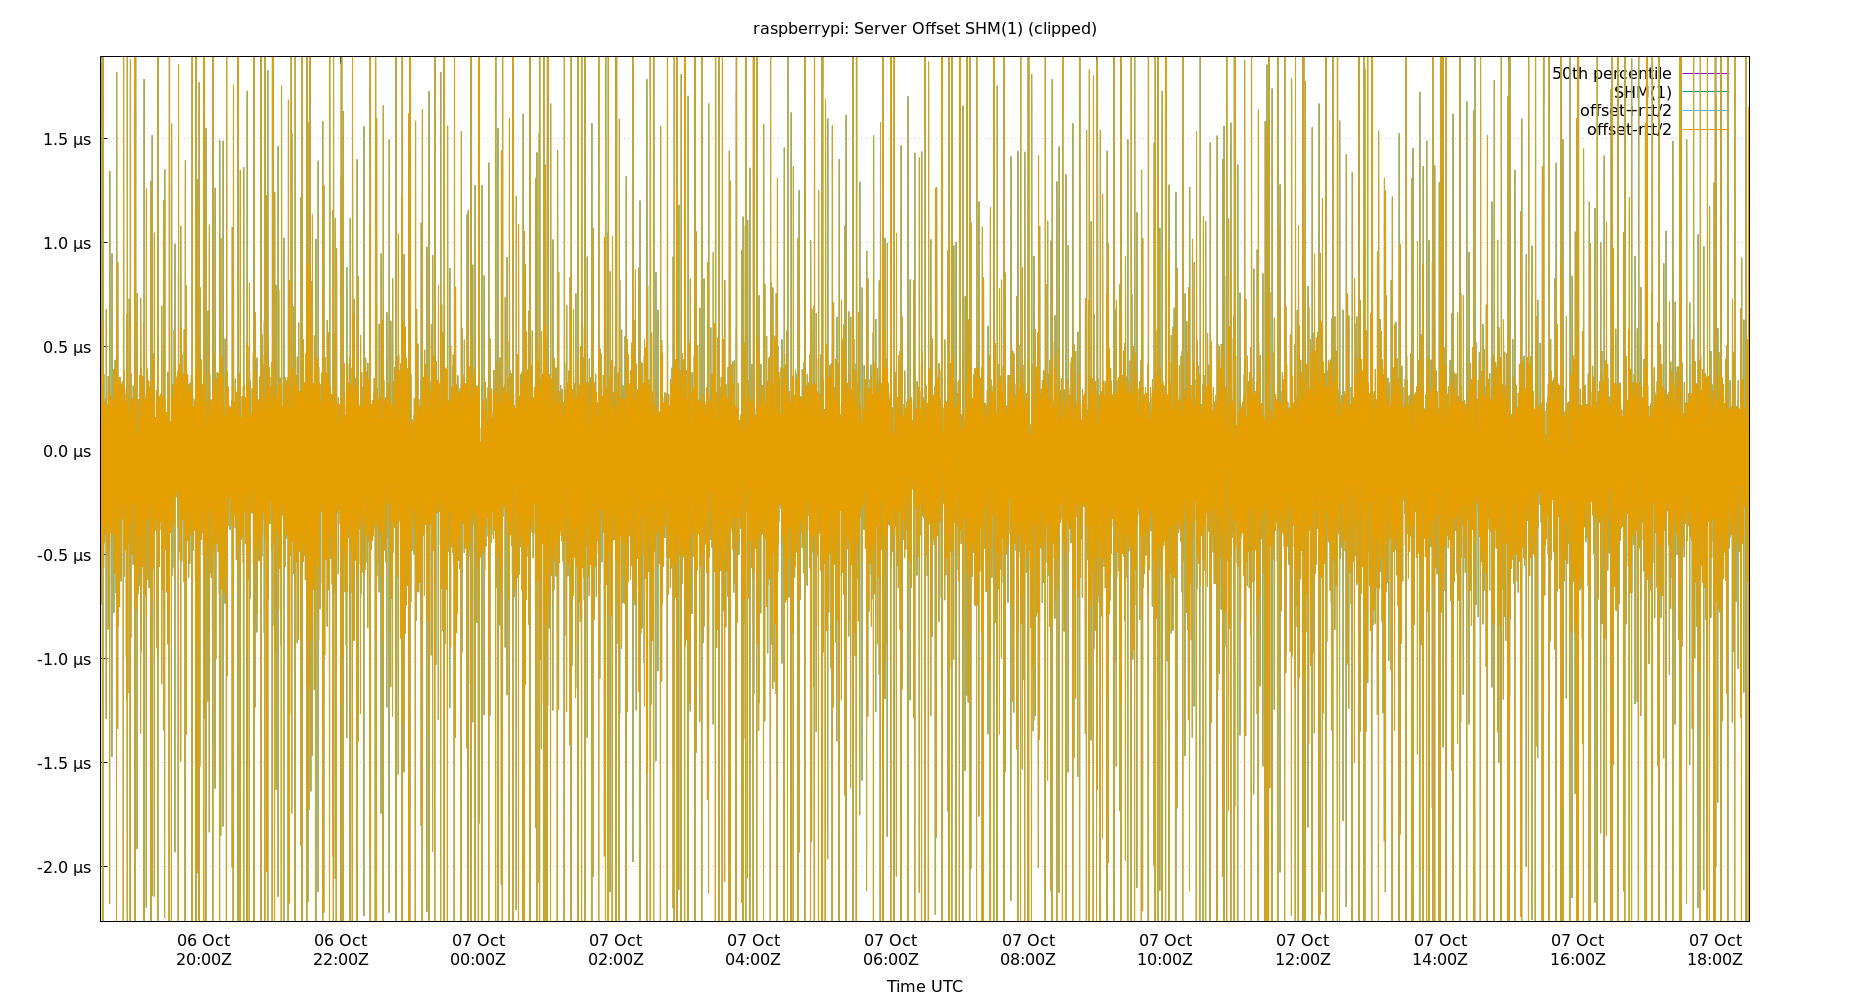 raspberrypi: Server Offset SHM(1) (clipped)
50th percentile
SHM(1)
offset+rtt/2
offset-rtt/2
1.5 µs
1.0 µs
0.5 µs
0.0 µs
-0.5 µs
-1.0 µs
-1.5 µs
-2.0 µs
06 Oct 06 Oct 07 Oct 07 Oct 07 Oct 07 Oct 07 Oct 07 Oct 07 Oct 07 Oct 07 Oct 07 Oct
20:00Z 22:00Z 00:00Z 02:00Z 04:00Z 06:00Z 08:00Z 10:00Z 12:00Z 14:00Z 16:00Z 18:00Z
Time UTC